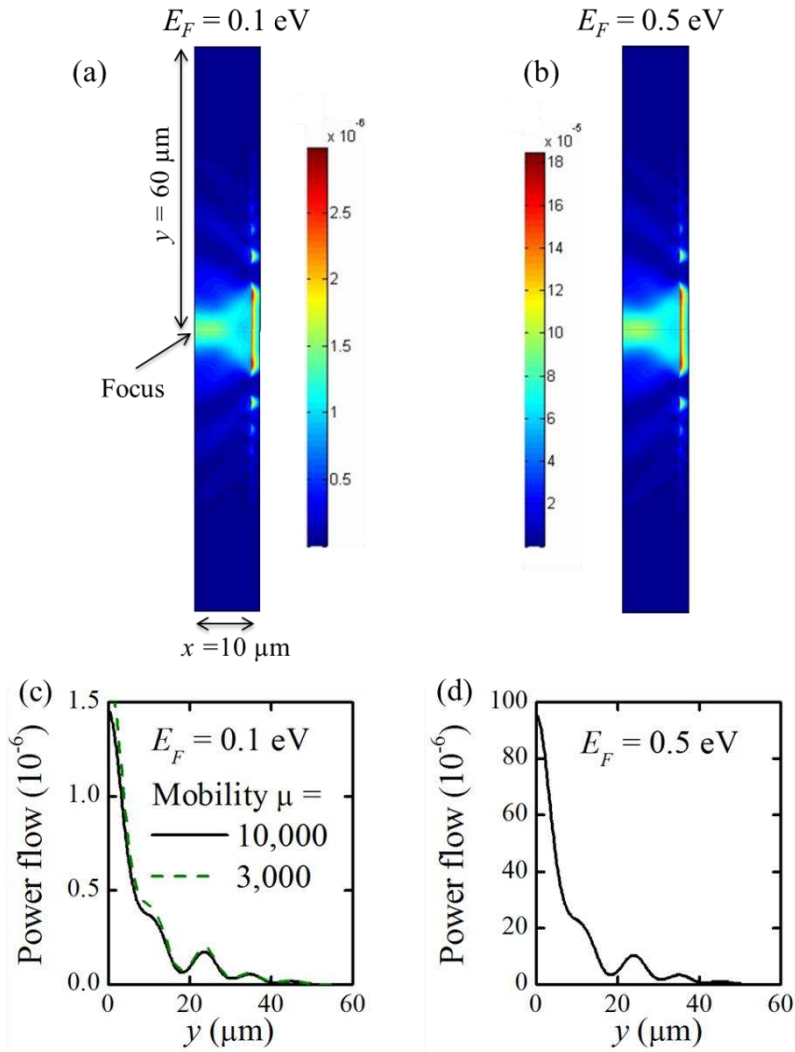 E_F = 0.1 eV
E_F = 0.5 eV
(a)
(b)
y = 60 µm
x 10^-6
2.5
2
1.5
1
0.5
x 10^-5
18
16
14
12
10
8
6
4
2
Focus
x =10 µm
(c)
1.5
1.0
0.5
0.0
Power flow (10^-6)
E_F = 0.1 eV
Mobility µ =
10,000
3,000
0 20 40 60
y (µm)
(d)
100
80
60
40
20
0
Power flow (10^-6)
E_F = 0.5 eV
0 20 40 60
y (µm)